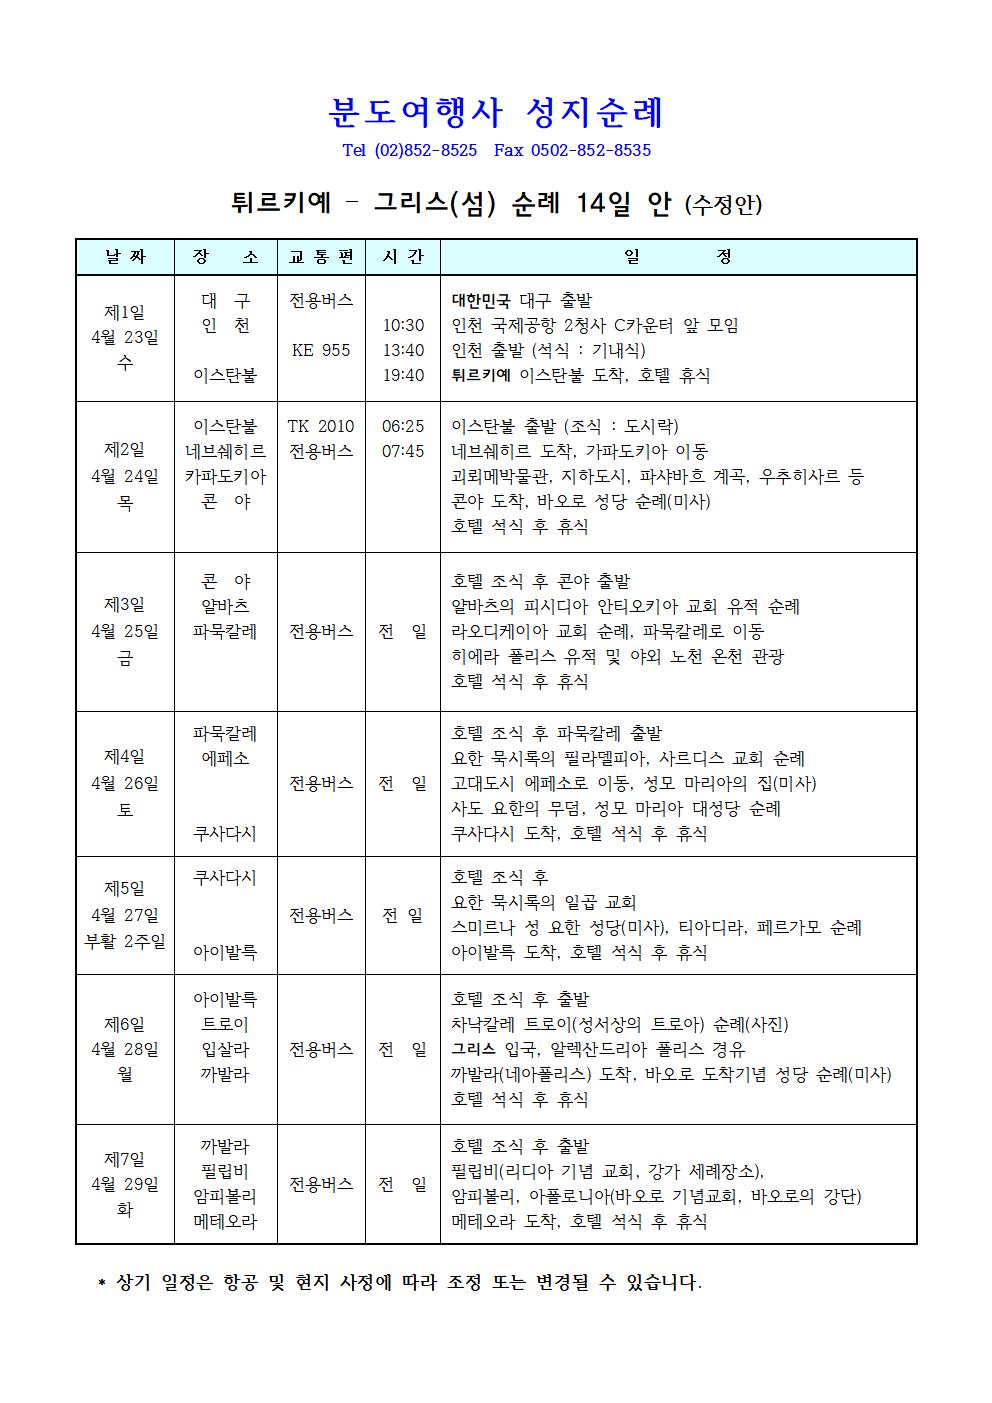 분도여행사 성지순례
Tel (02)852-8525 Fax 0502-852-8535
튀르키예 - 그리스(섬) 순례 14일 안 (수정안)
날 짜 장 소 교 통 편 시 간 일 정
제1일
4월 23일
수
대 구
인 천
이스탄불
전용버스
KE 955
10:30
13:40
19:40
대한민국 대구 출발
인천 국제공항 2청사 C카운터 앞 모임
인천 출발 (석식 : 기내식)
튀르키예 이스탄불 도착, 호텔 휴식
제2일
4월 24일
목
이스탄불
네브쉐히르
카파도키아
콘 야
TK 2010
전용버스
06:25
07:45
이스탄불 출발 (조식 : 도시락)
네브쉐히르 도착, 가파도키아 이동
괴뢰메박물관, 지하도시, 파샤바흐 계곡, 우추히사르 등
콘야 도착, 바오로 성당 순례(미사)
호텔 석식 후 휴식
제3일
4월 25일
금
콘 야
얄바츠
파묵칼레
전용버스
전 일
호텔 조식 후 콘야 출발
얄바츠의 피시디아 안티오키아 교회 유적 순례
라오디케이아 교회 순례, 파묵칼레로 이동
히에라 폴리스 유적 및 야외 노천 온천 관광
호텔 석식 후 휴식
제4일
4월 26일
토
파묵칼레
에페소
쿠사다시
전용버스
전 일
호텔 조식 후 파묵칼레 출발
요한 묵시록의 필라델피아, 사르디스 교회 순례
고대도시 에페소로 이동, 성모 마리아의 집(미사)
사도 요한의 무덤, 성모 마리아 대성당 순례
쿠사다시 도착, 호텔 석식 후 휴식
제5일
4월 27일
부활 2주일
쿠사다시
아이발륵
전용버스
전 일
호텔 조식 후
요한 묵시록의 일곱 교회
스미르나 성 요한 성당(미사), 티아디라, 페르가모 순례
아이발륵 도착, 호텔 석식 후 휴식
제6일
4월 28일
월
아이발륵
트로이
입살라
까발라
전용버스
전 일
호텔 조식 후 출발
차낙칼레 트로이(성서상의 트로아) 순례(사진)
그리스 입국, 알렉산드리아 폴리스 경유
까발라(네아폴리스) 도착, 바오로 도착기념 성당 순례(미사)
호텔 석식 후 휴식
제7일
4월 29일
화
까발라
필립비
암피볼리
메테오라
전용버스
전 일
호텔 조식 후 출발
필립비(리디아 기념 교회, 강가 세례장소),
암피볼리, 아폴로니아(바오로 기념교회, 바오로의 강단)
메테오라 도착, 호텔 석식 후 휴식
* 상기 일정은 항공 및 현지 사정에 따라 조정 또는 변경될 수 있습니다.